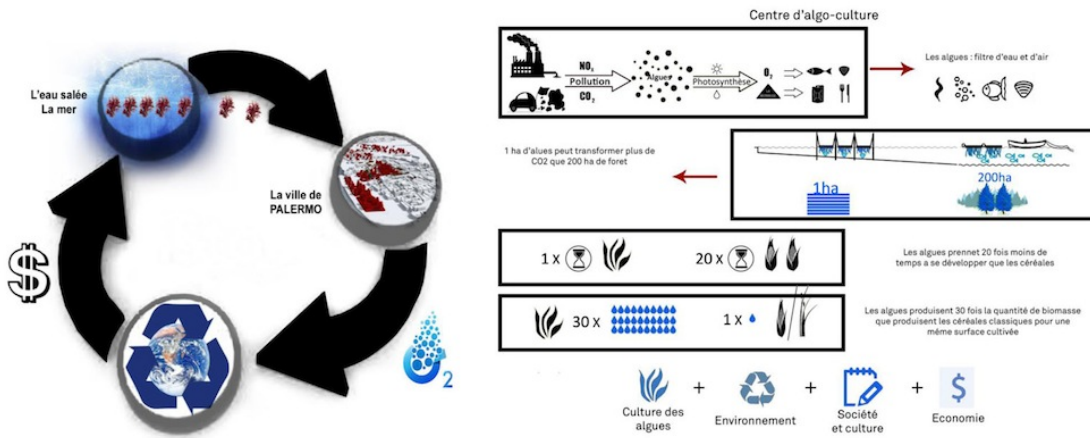 L'eau salée
La mer
La ville de
PALERMO
$
2
Centre d'algo-culture
NOx
Pollution
CO2
Algues
Photosynthèse
O2
Les algues : filtre d'eau et d'air
1 ha d'alues peut transformer plus de
CO2 que 200 ha de foret
1ha
200ha
1 x
20 x
Les algues prennet 20 fois moins de
temps a se développer que les céréales
30 x
1 x
Les algues produisent 30 fois la quantité de biomasse
que produisent les céréales classiques pour une
même surface cultivée
Culture des
algues
+
Environnement
+
Société
et culture
+
$
Economie